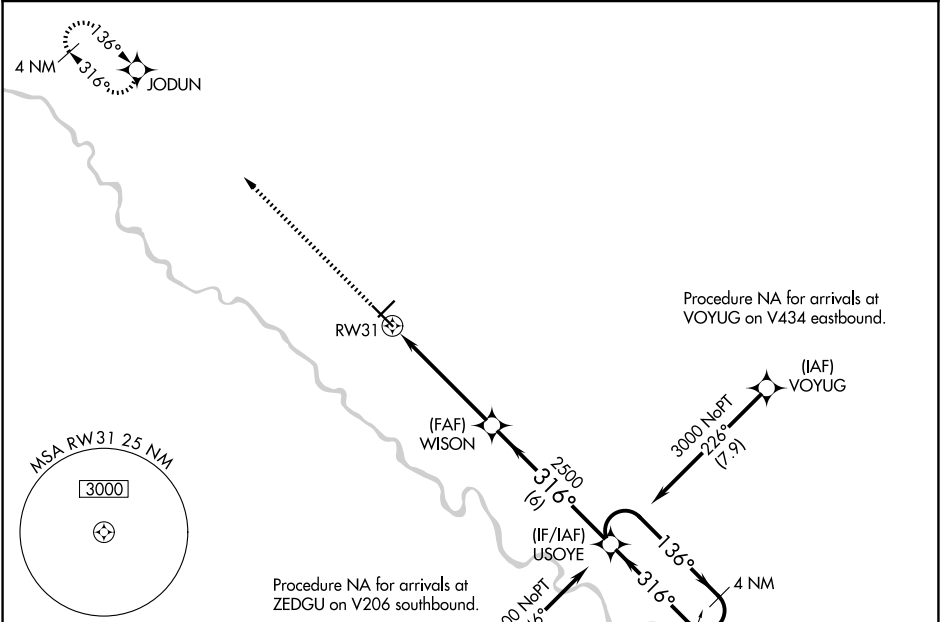 136°
4 NM
316°
JODUN
RW31
Procedure NA for arrivals at
VOYUG on V434 eastbound.
(IAF)
VOYUG
3000 NoPT
226°
(7.9)
(FAF)
WISON
2500
316°
(6)
MSA RW31 25 NM
3000
(IF/IAF)
USOYE
136°
316°
4 NM
Procedure NA for arrivals at
ZEDGU on V206 southbound.
NoPT